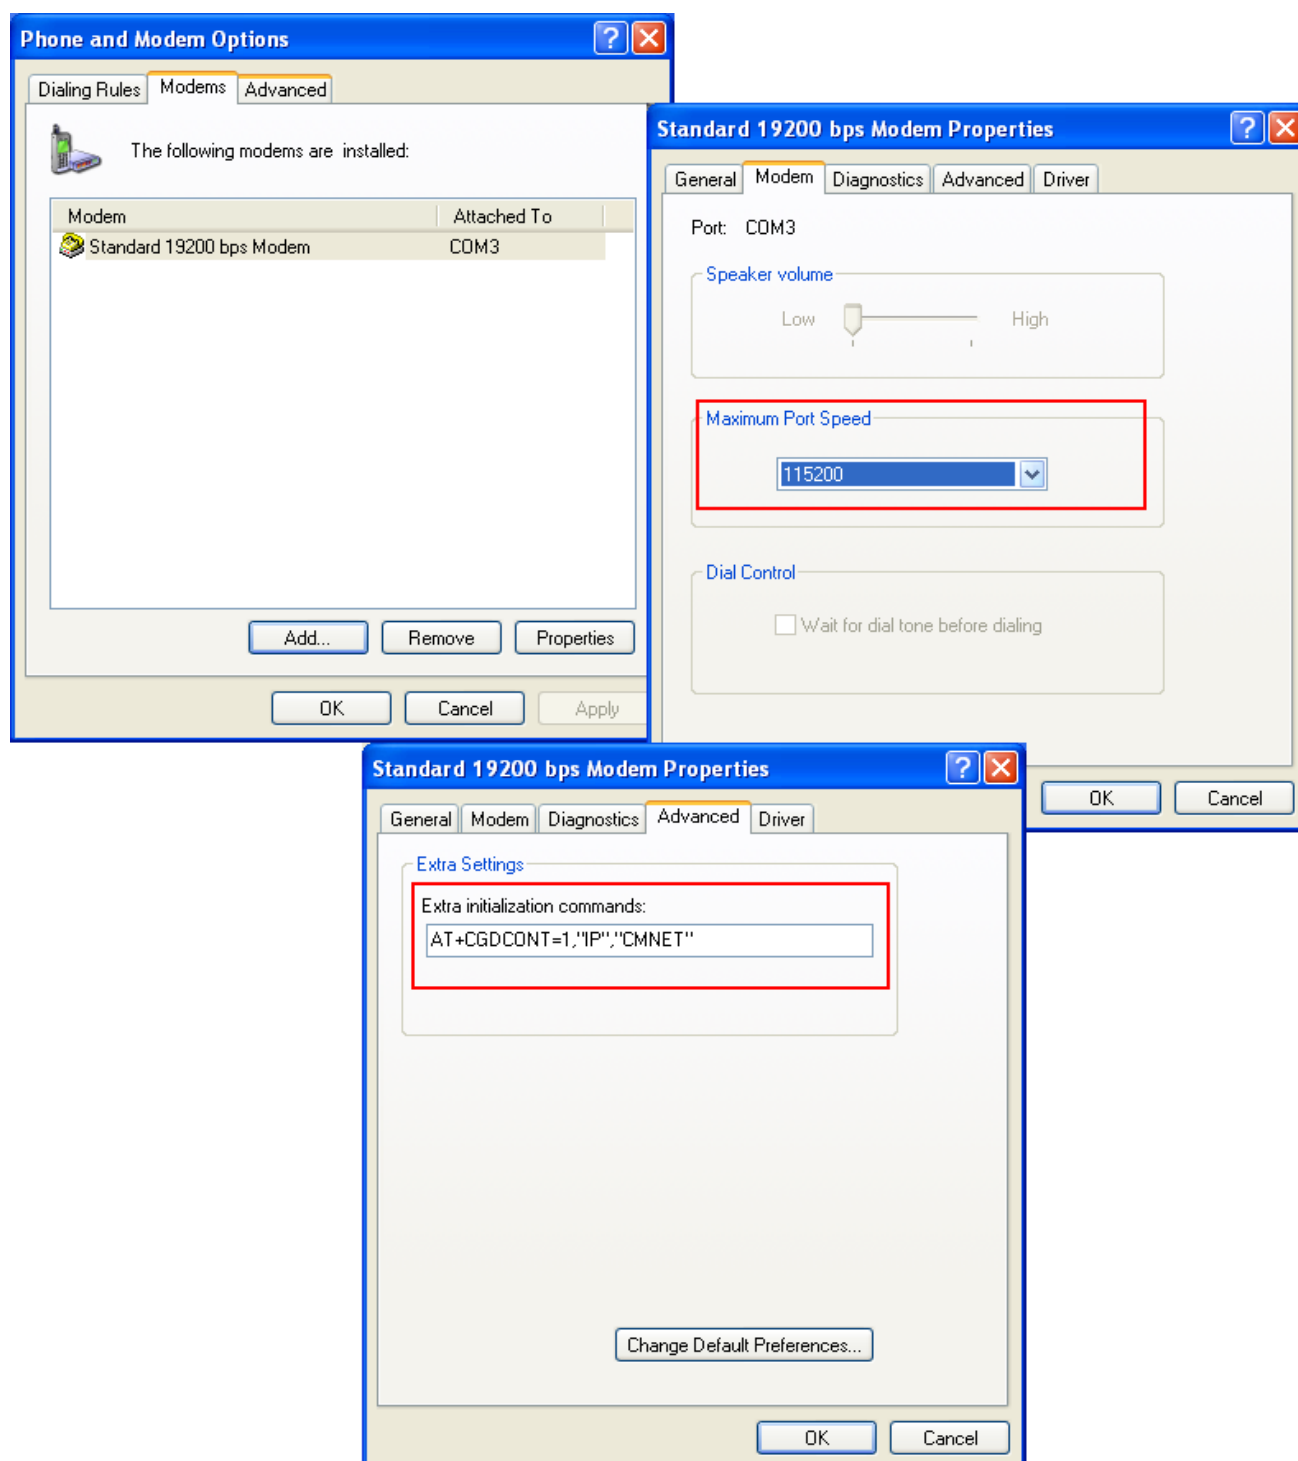 Phone and Modem Options
Dialing Rules Modems Advanced
The following modems are installed:
Modem Attached To
Standard 19200 bps Modem COM3
Add... Remove Properties
OK Cancel Apply
Standard 19200 bps Modem Properties
General Modem Diagnostics Advanced Driver
Port: COM3
Speaker volume
Low High
Maximum Port Speed
115200
Dial Control
Wait for dial tone before dialing
OK Cancel
Standard 19200 bps Modem Properties
General Modem Diagnostics Advanced Driver
Extra Settings
Extra initialization commands:
AT+CGDCONT=1,"IP","CMNET"
Change Default Preferences...
OK Cancel